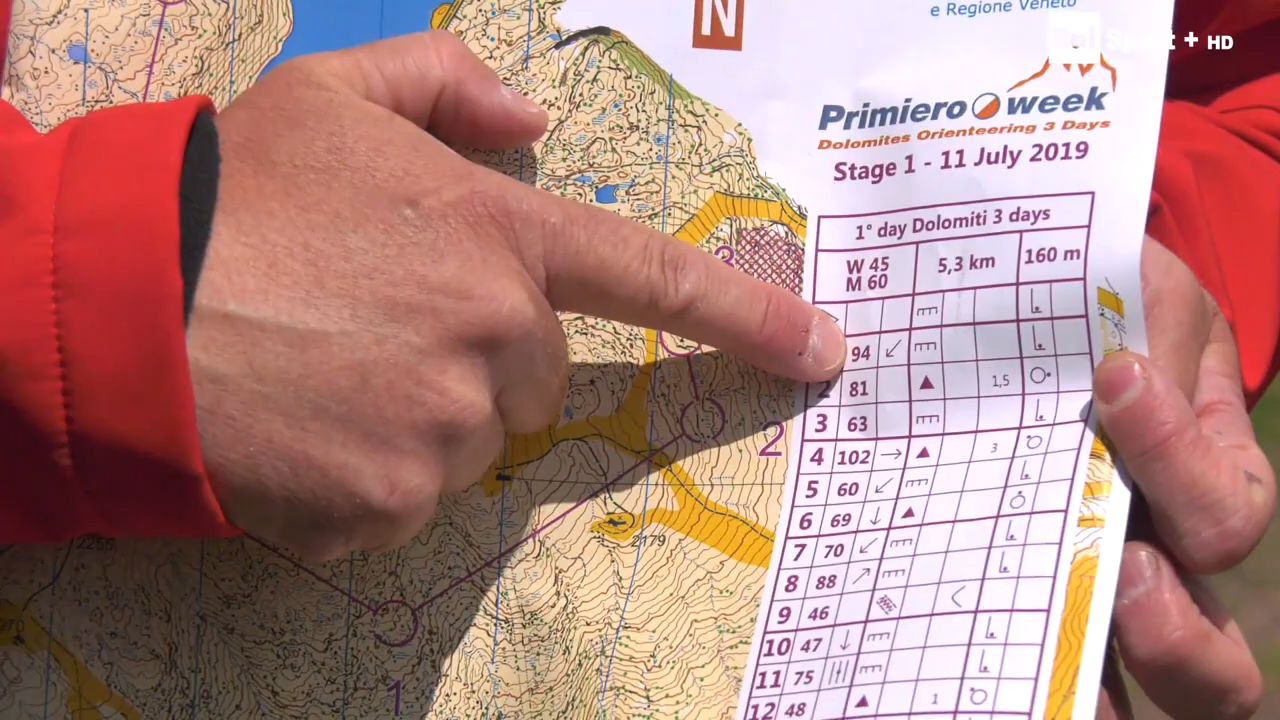 N
e Regione Veneto
Sport + HD
Primiero week
Dolomites Orienteering 3 Days
Stage 1 - 11 July 2019
1° day Dolomiti 3 days
W 45
M 60
5,3 km
160 m
94
2 81 1,5
3 63
4 102 3
5 60
6 69
7 70
8 88
9 46
10 47
11 75
12 48 1
3
2
2179
2255
1